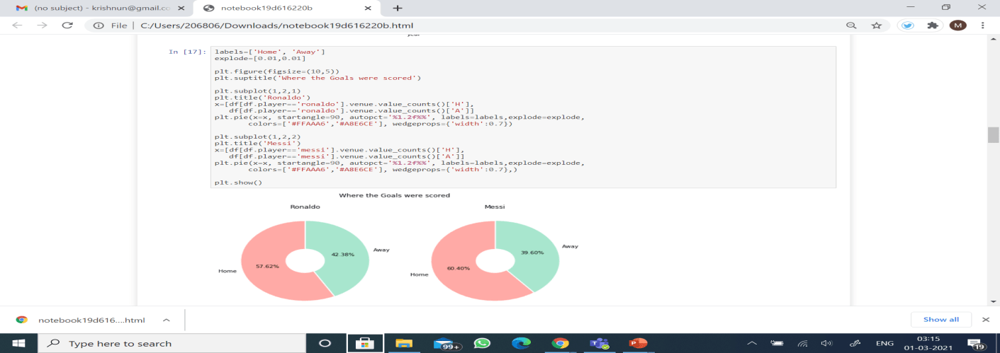 (no subject) - krishnun@gmail.co
notebook19d616220b
File | C:/Users/206806/Downloads/notebook19d616220b.html
M
year
In [17]:
labels=['Home', 'Away']
explode=[0.01,0.01]
plt.figure(figsize=(10,5))
plt.suptitle('Where the Goals were scored')
plt.subplot(1,2,1)
plt.title('Ronaldo')
x=[df[df.player=='ronaldo'].venue.value_counts()['H'],
df[df.player=='ronaldo'].venue.value_counts()['A']]
plt.pie(x=x, startangle=90, autopct='%1.2f%%', labels=labels,explode=explode,
colors=['#FFAAA6','#A8E6CE'], wedgeprops={'width':0.7})
plt.subplot(1,2,2)
plt.title('Messi')
x=[df[df.player=='messi'].venue.value_counts()['H'],
df[df.player=='messi'].venue.value_counts()['A']]
plt.pie(x=x, startangle=90, autopct='%1.2f%%', labels=labels,explode=explode,
colors=['#FFAAA6','#A8E6CE'], wedgeprops={'width':0.7},)
plt.show()
Where the Goals were scored
Ronaldo
42.38%
Away
57.62%
Home
Messi
Away
39.60%
60.40%
Home
notebook19d616....html
Show all
Type here to search
99+
ENG
03:15
01-03-2021
19